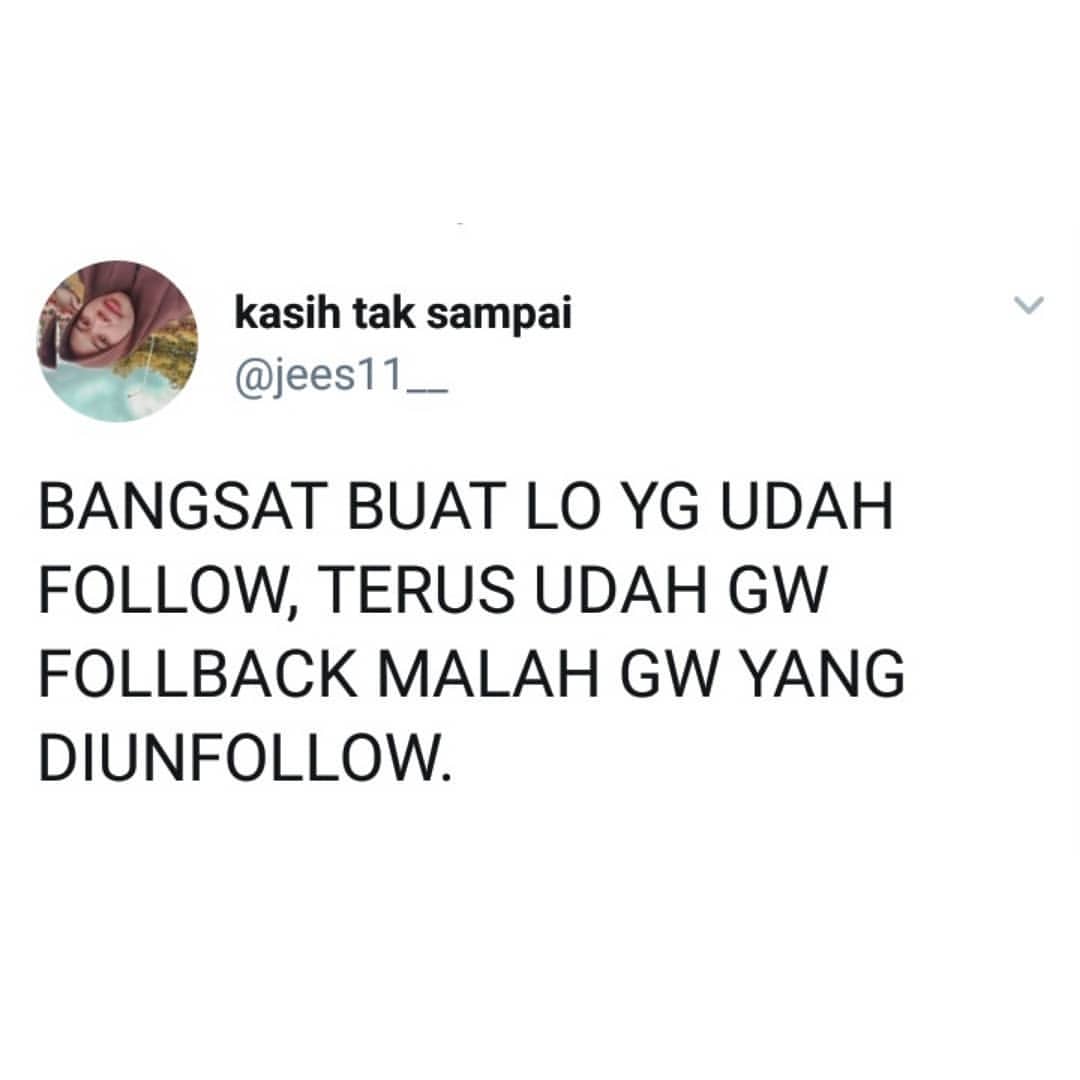 kasih tak sampai
@jees11__
BANGSAT BUAT LO YG UDAH
FOLLOW, TERUS UDAH GW
FOLLBACK MALAH GW YANG
DIUNFOLLOW.